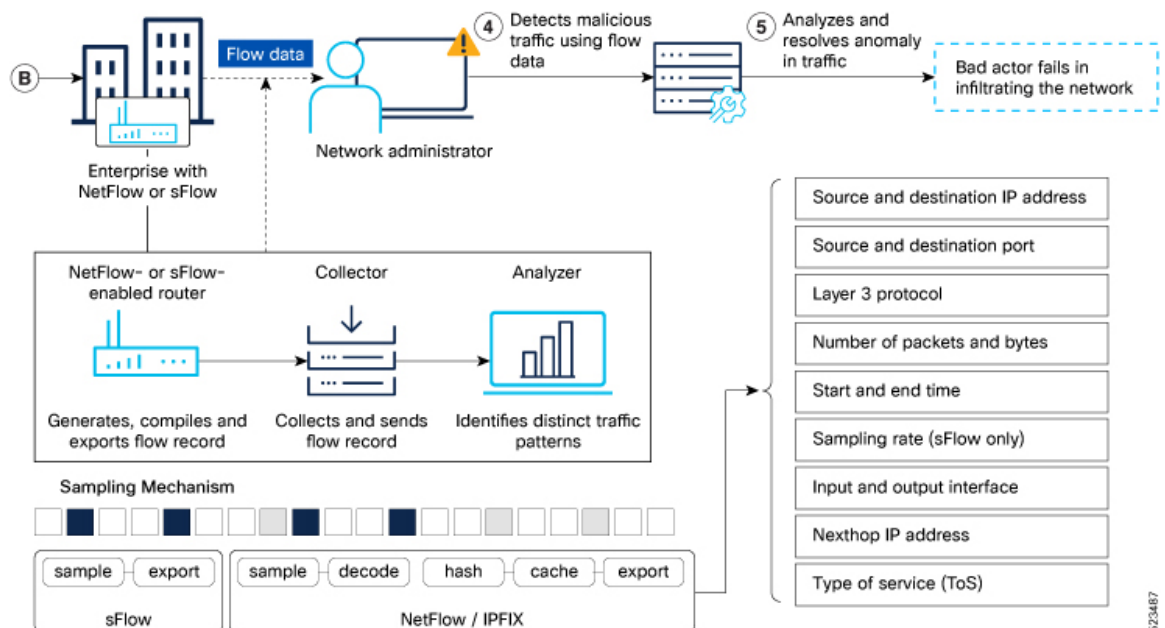 B
Flow data
4
Detects malicious
traffic using flow
data
5
Analyzes and
resolves anomaly
in traffic
Bad actor fails in
infiltrating the network
Network administrator
Enterprise with
NetFlow or sFlow
NetFlow- or sFlow-
enabled router
Collector
Analyzer
Generates, compiles and
exports flow record
Collects and sends
flow record
Identifies distinct traffic
patterns
Source and destination IP address
Source and destination port
Layer 3 protocol
Number of packets and bytes
Start and end time
Sampling rate (sFlow only)
Input and output interface
Nexthop IP address
Type of service (ToS)
Sampling Mechanism
sample
export
sFlow
sample
decode
hash
cache
export
NetFlow / IPFIX
523487